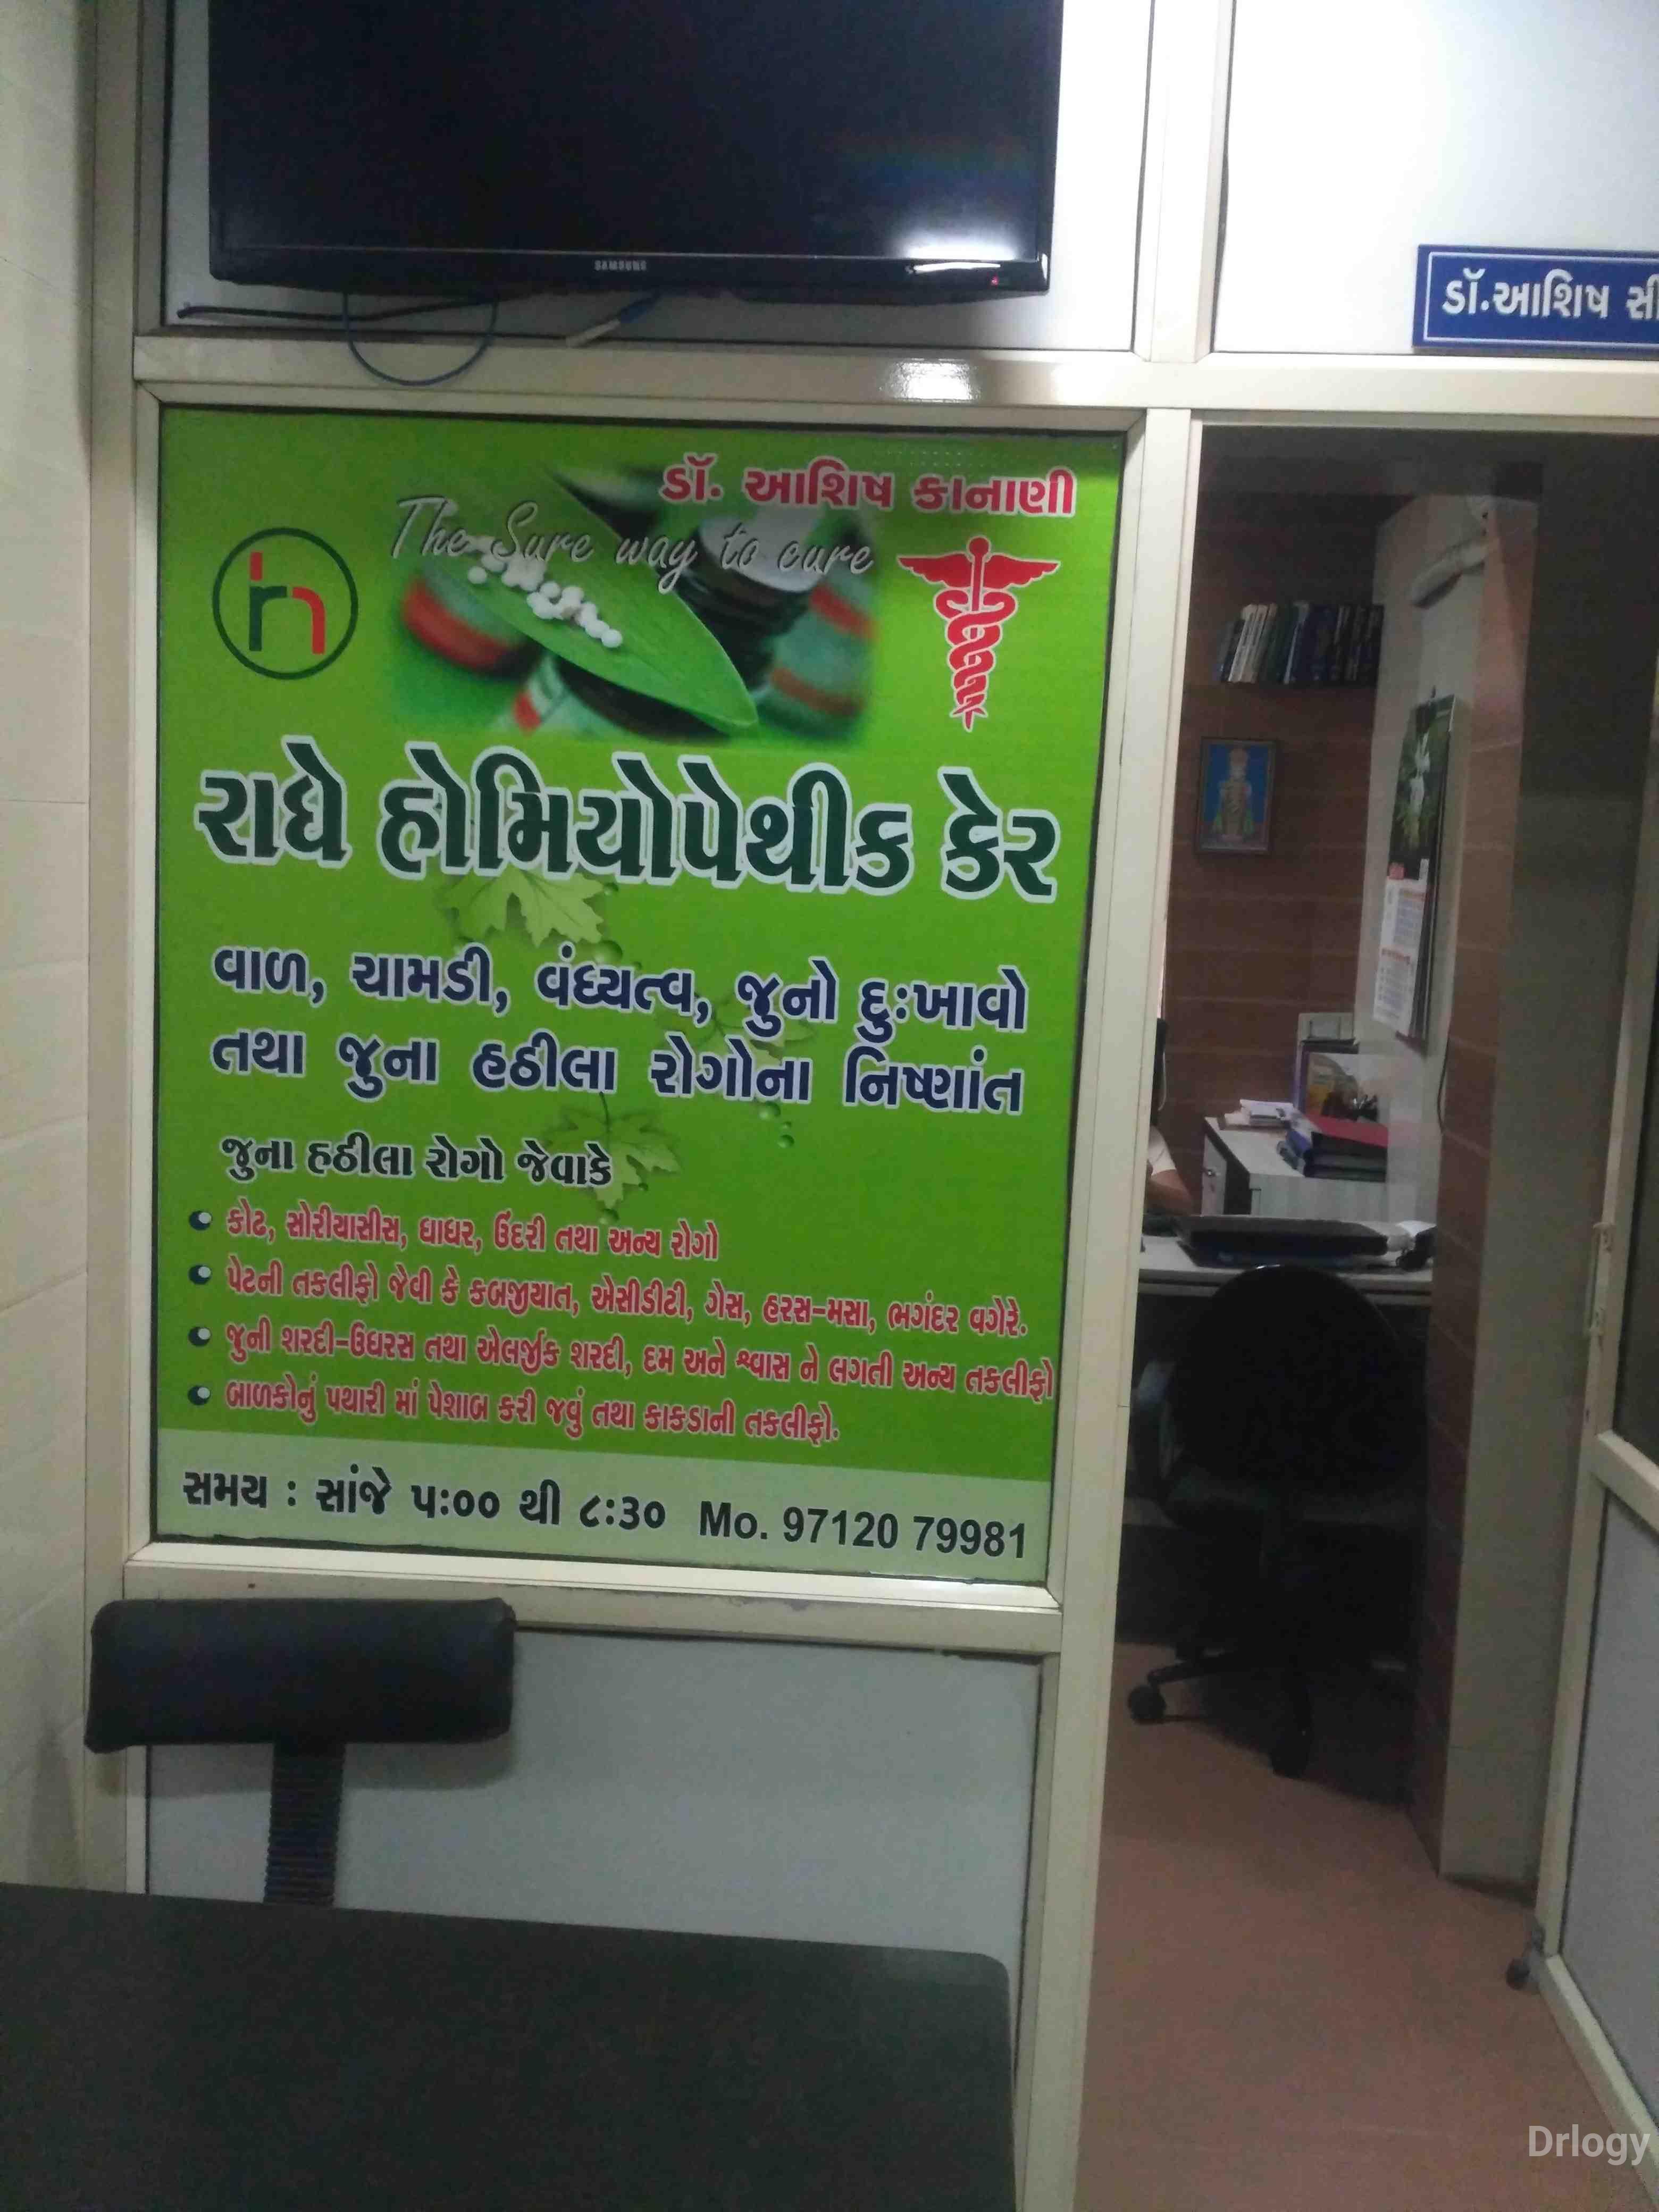 SAMSUNG
ડૉ.આશિષ સી
ડૉ. આશિષ કાનાણી
The Sure way to cure
રાધે હોમિયોપેથીક કેર
વાળ, ચામડી, વંધ્યત્વ, જુનો દુઃખાવો
તથા જુના હઠીલા રોગોના નિષ્ણાંત
જુના હઠીલા રોગો જેવાકે
કોઢ, સોરીયાસીસ, ધાધર, ઉંદરી તથા અન્ય રોગો
પેટની તકલીફો જેવી કે કબજીયાત, એસીડીટી, ગેસ, હરસ-મસા, ભગંદર વગેરે.
જુની શરદી-ઉધરસ તથા એલર્જીક શરદી, દમ અને શ્વાસ ને લગતી અન્ય તકલીફો
બાળકોનું પથારી માં પેશાબ કરી જવું તથા કાકડાની તકલીફો.
સમય : સાંજે ૫:૦૦ થી ૮:૩૦ Mo. 97120 79981
Drlogy